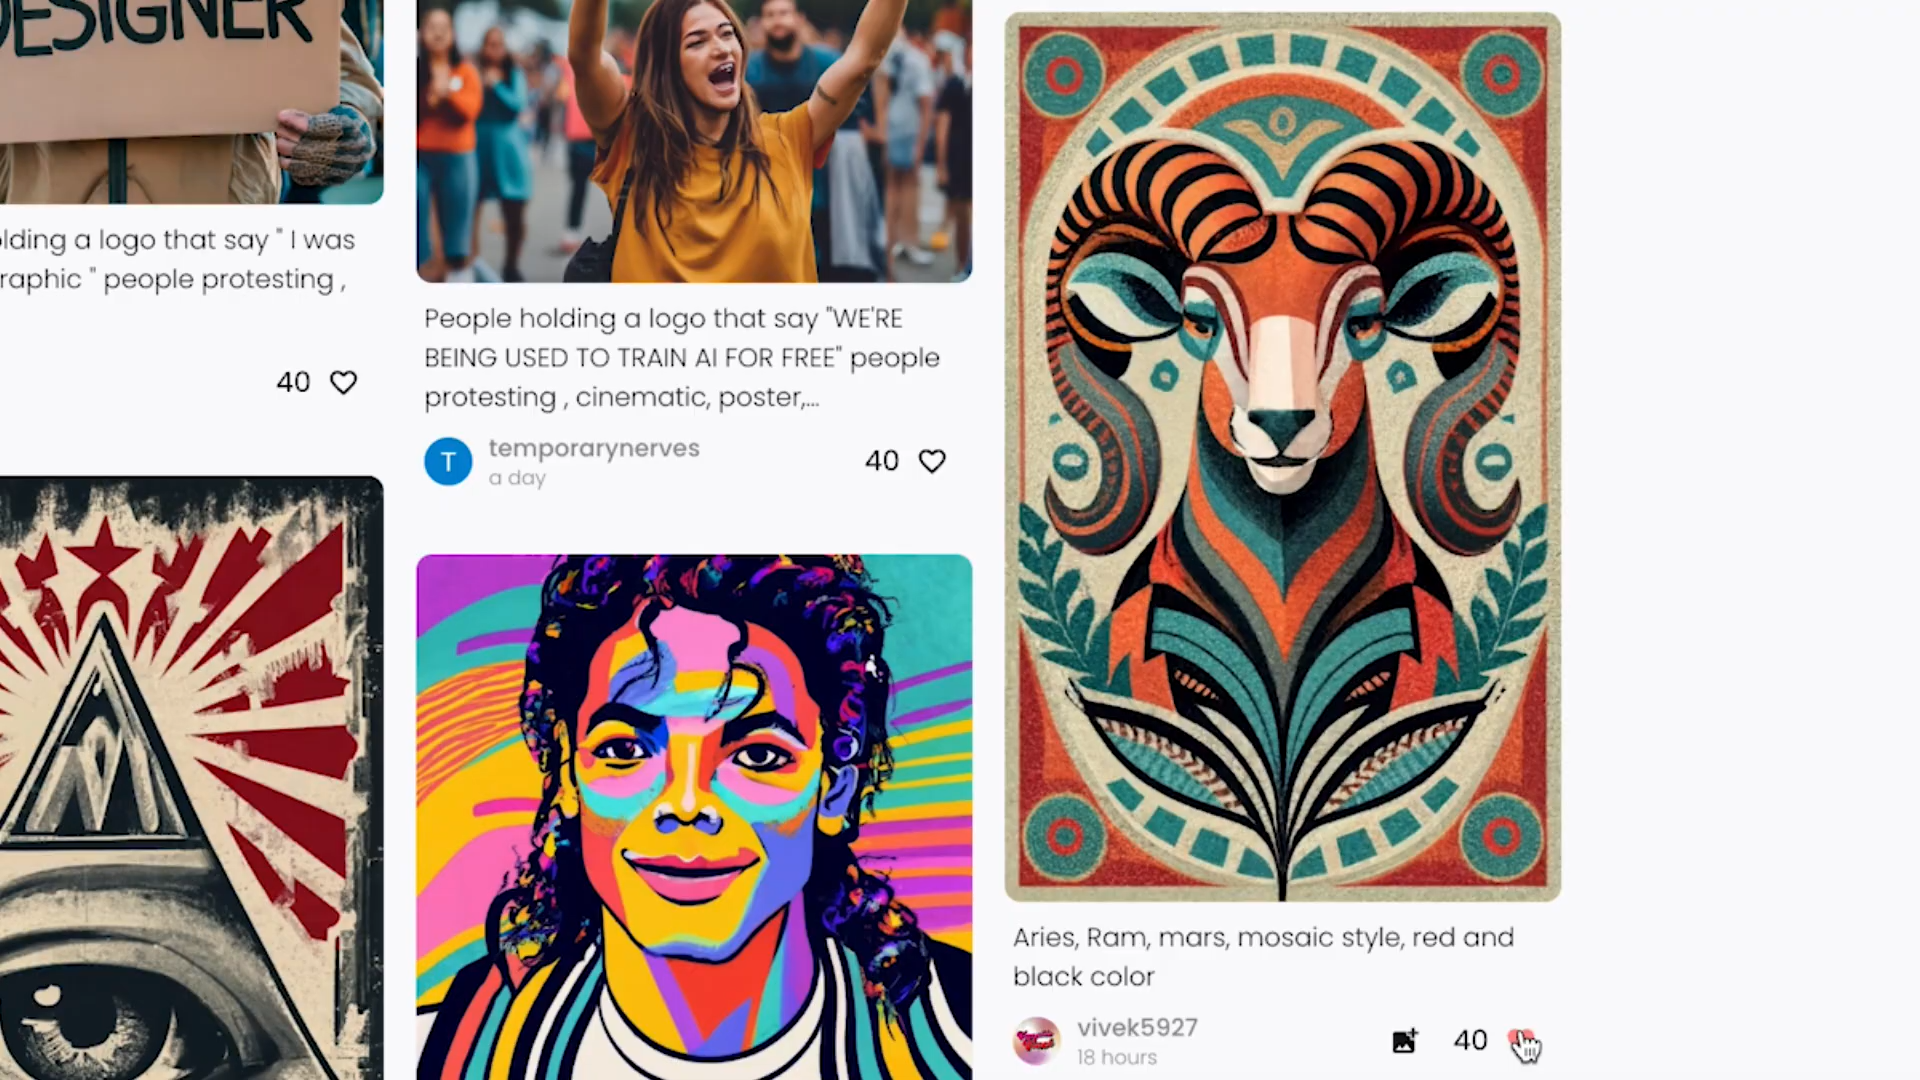 DESIGNER
lding a logo that say " I was
raphic " people protesting ,
40
People holding a logo that say "WE'RE
BEING USED TO TRAIN AI FOR FREE" people
protesting , cinematic, poster,...
T
temporarynerves
a day
40
Aries, Ram, mars, mosaic style, red and
black color
vivek5927
18 hours
40